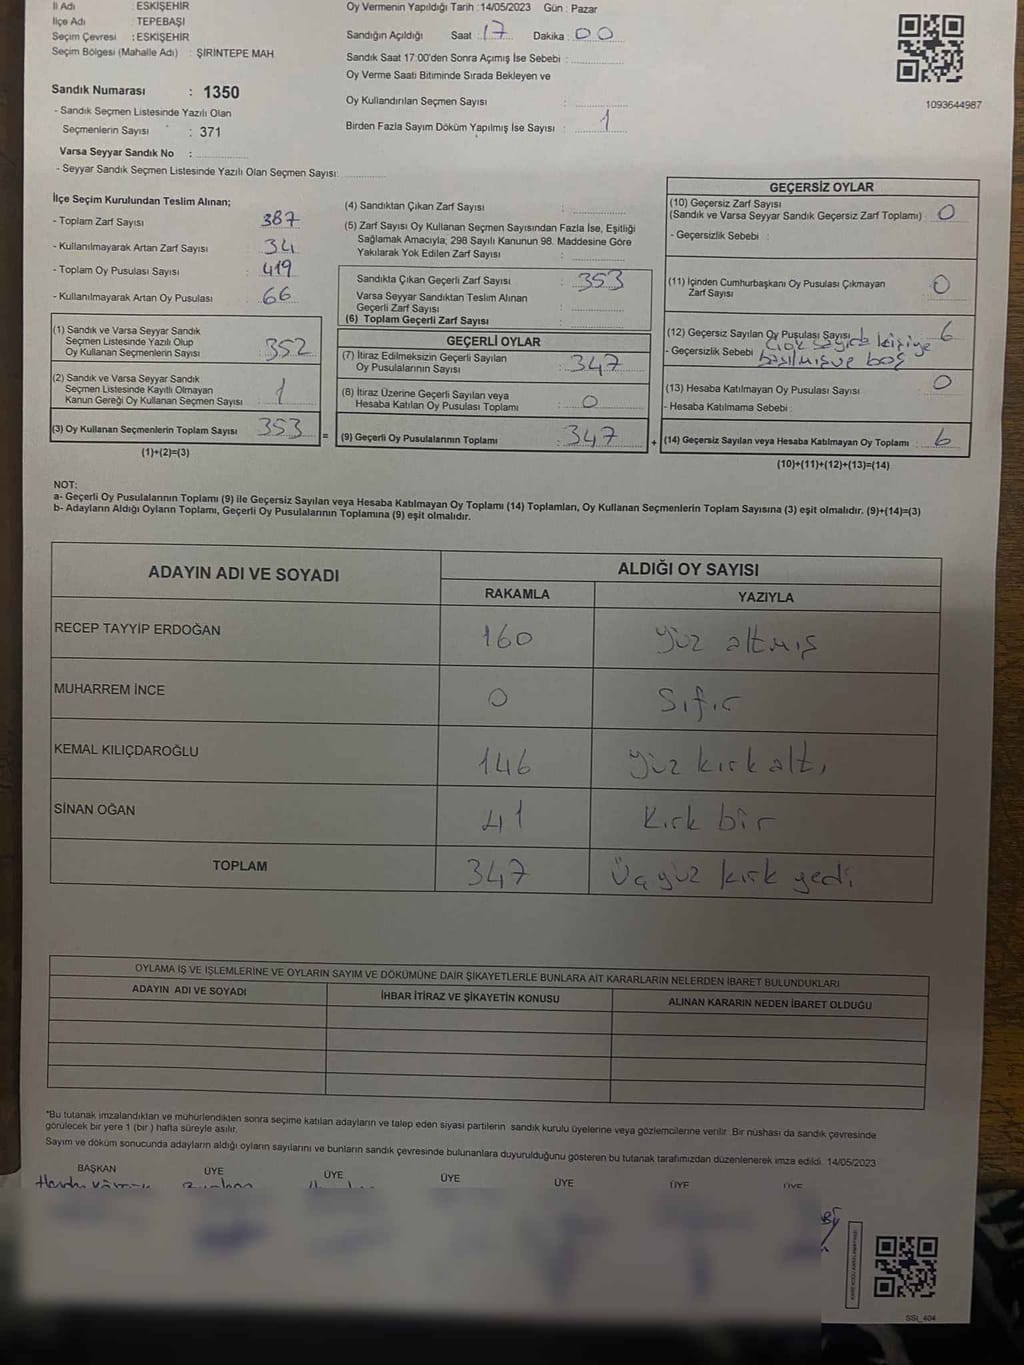 İl Adı : ESKİŞEHİR
İlçe Adı : TEPEBAŞI
Seçim Çevresi : ESKİŞEHİR
Seçim Bölgesi (Mahalle Adı) : ŞİRİNTEPE MAH
Sandık Numarası : 1350
- Sandık Seçmen Listesinde Yazılı Olan
Seçmenlerin Sayısı : 371
Varsa Seyyar Sandık No :
- Seyyar Sandık Seçmen Listesinde Yazılı Olan Seçmen Sayısı:
Oy Vermenin Yapıldığı Tarih : 14/05/2023 Gün : Pazar
Sandığın Açıldığı Saat : 17 Dakika : 00
Sandık Saat 17:00'den Sonra Açımış İse Sebebi :
Oy Verme Saati Bitiminde Sırada Bekleyen ve
Oy Kullandırılan Seçmen Sayısı :
Birden Fazla Sayım Döküm Yapılmış İse Sayısı : 1
1093644987
İlçe Seçim Kurulundan Teslim Alınan;
- Toplam Zarf Sayısı : 387
- Kullanılmayarak Artan Zarf Sayısı : 34
- Toplam Oy Pusulası Sayısı : 419
- Kullanılmayarak Artan Oy Pusulası : 66
(1) Sandık ve Varsa Seyyar Sandık
Seçmen Listesinde Yazılı Olup
Oy Kullanan Seçmenlerin Sayısı : 352
(2) Sandık ve Varsa Seyyar Sandık
Seçmen Listesinde Kayıtlı Olmayan
Kanun Gereği Oy Kullanan Seçmen Sayısı : 1
(3) Oy Kullanan Seçmenlerin Toplam Sayısı : 353
(1)+(2)=(3)
(4) Sandıktan Çıkan Zarf Sayısı :
(5) Zarf Sayısı Oy Kullanan Seçmen Sayısından Fazla İse, Eşitliği
Sağlamak Amacıyla; 298 Sayılı Kanunun 98. Maddesine Göre
Yakılarak Yok Edilen Zarf Sayısı :
Sandıkta Çıkan Geçerli Zarf Sayısı : 353
Varsa Seyyar Sandıktan Teslim Alınan
Geçerli Zarf Sayısı :
(6) Toplam Geçerli Zarf Sayısı :
GEÇERLİ OYLAR
(7) İtiraz Edilmeksizin Geçerli Sayılan
Oy Pusulalarının Sayısı : 347
(8) İtiraz Üzerine Geçerli Sayılan veya
Hesaba Katılan Oy Pusulası Toplamı : 0
= (9) Geçerli Oy Pusulalarının Toplamı : 347 +
GEÇERSİZ OYLAR
(10) Geçersiz Zarf Sayısı
(Sandık ve Varsa Seyyar Sandık Geçersiz Zarf Toplamı) : 0
- Geçersizlik Sebebi :
(11) İçinden Cumhurbaşkanı Oy Pusulası Çıkmayan
Zarf Sayısı : 0
(12) Geçersiz Sayılan Oy Pusulası Sayısı : 6
- Geçersizlik Sebebi Çok sayıda kişiye
basılmış ve boş
(13) Hesaba Katılmayan Oy Pusulası Sayısı : 0
- Hesaba Katılmama Sebebi :
(14) Geçersiz Sayılan veya Hesaba Katılmayan Oy Toplamı : 6
(10)+(11)+(12)+(13)=(14)
NOT:
a- Geçerli Oy Pusulalarının Toplamı (9) ile Geçersiz Sayılan veya Hesaba Katılmayan Oy Toplamı (14) Toplamları, Oy Kullanan Seçmenlerin Toplam Sayısına (3) eşit olmalıdır. (9)+(14)=(3)
b- Adayların Aldığı Oyların Toplamı, Geçerli Oy Pusulalarının Toplamına (9) eşit olmalıdır.
ADAYIN ADI VE SOYADI ALDIĞI OY SAYISI
RAKAMLA YAZIYLA
RECEP TAYYİP ERDOĞAN 160 yüz altmış
MUHARREM İNCE 0 Sıfır
KEMAL KILIÇDAROĞLU 146 yüz kırk altı
SİNAN OĞAN 41 Kırk bir
TOPLAM 347 Üçyüz kırk yedi
OYLAMA İŞ VE İŞLEMLERİNE VE OYLARIN SAYIM VE DÖKÜMÜNE DAİR ŞİKAYETLERLE BUNLARA AİT KARARLARIN NELERDEN İBARET BULUNDUKLARI
ADAYIN ADI VE SOYADI İHBAR İTİRAZ VE ŞİKAYETİN KONUSU ALINAN KARARIN NEDEN İBARET OLDUĞU
*Bu tutanak imzalandıktan ve mühürlendikten sonra seçime katılan adayların ve talep eden siyasi partilerin sandık kurulu üyelerine veya gözlemcilerine verilir. Bir nüshası da sandık çevresinde
görülecek bir yere 1 (bir ) hafta süreyle asılır.
Sayım ve döküm sonucunda adayların aldığı oyların sayılarını ve bunların sandık çevresinde bulunanlara duyurulduğunu gösteren bu tutanak tarafımızdan düzenlenerek imza edildi. 14/05/2023
BAŞKAN ÜYE ÜYE ÜYE ÜYE ÜYE ÜYE
SSI_404